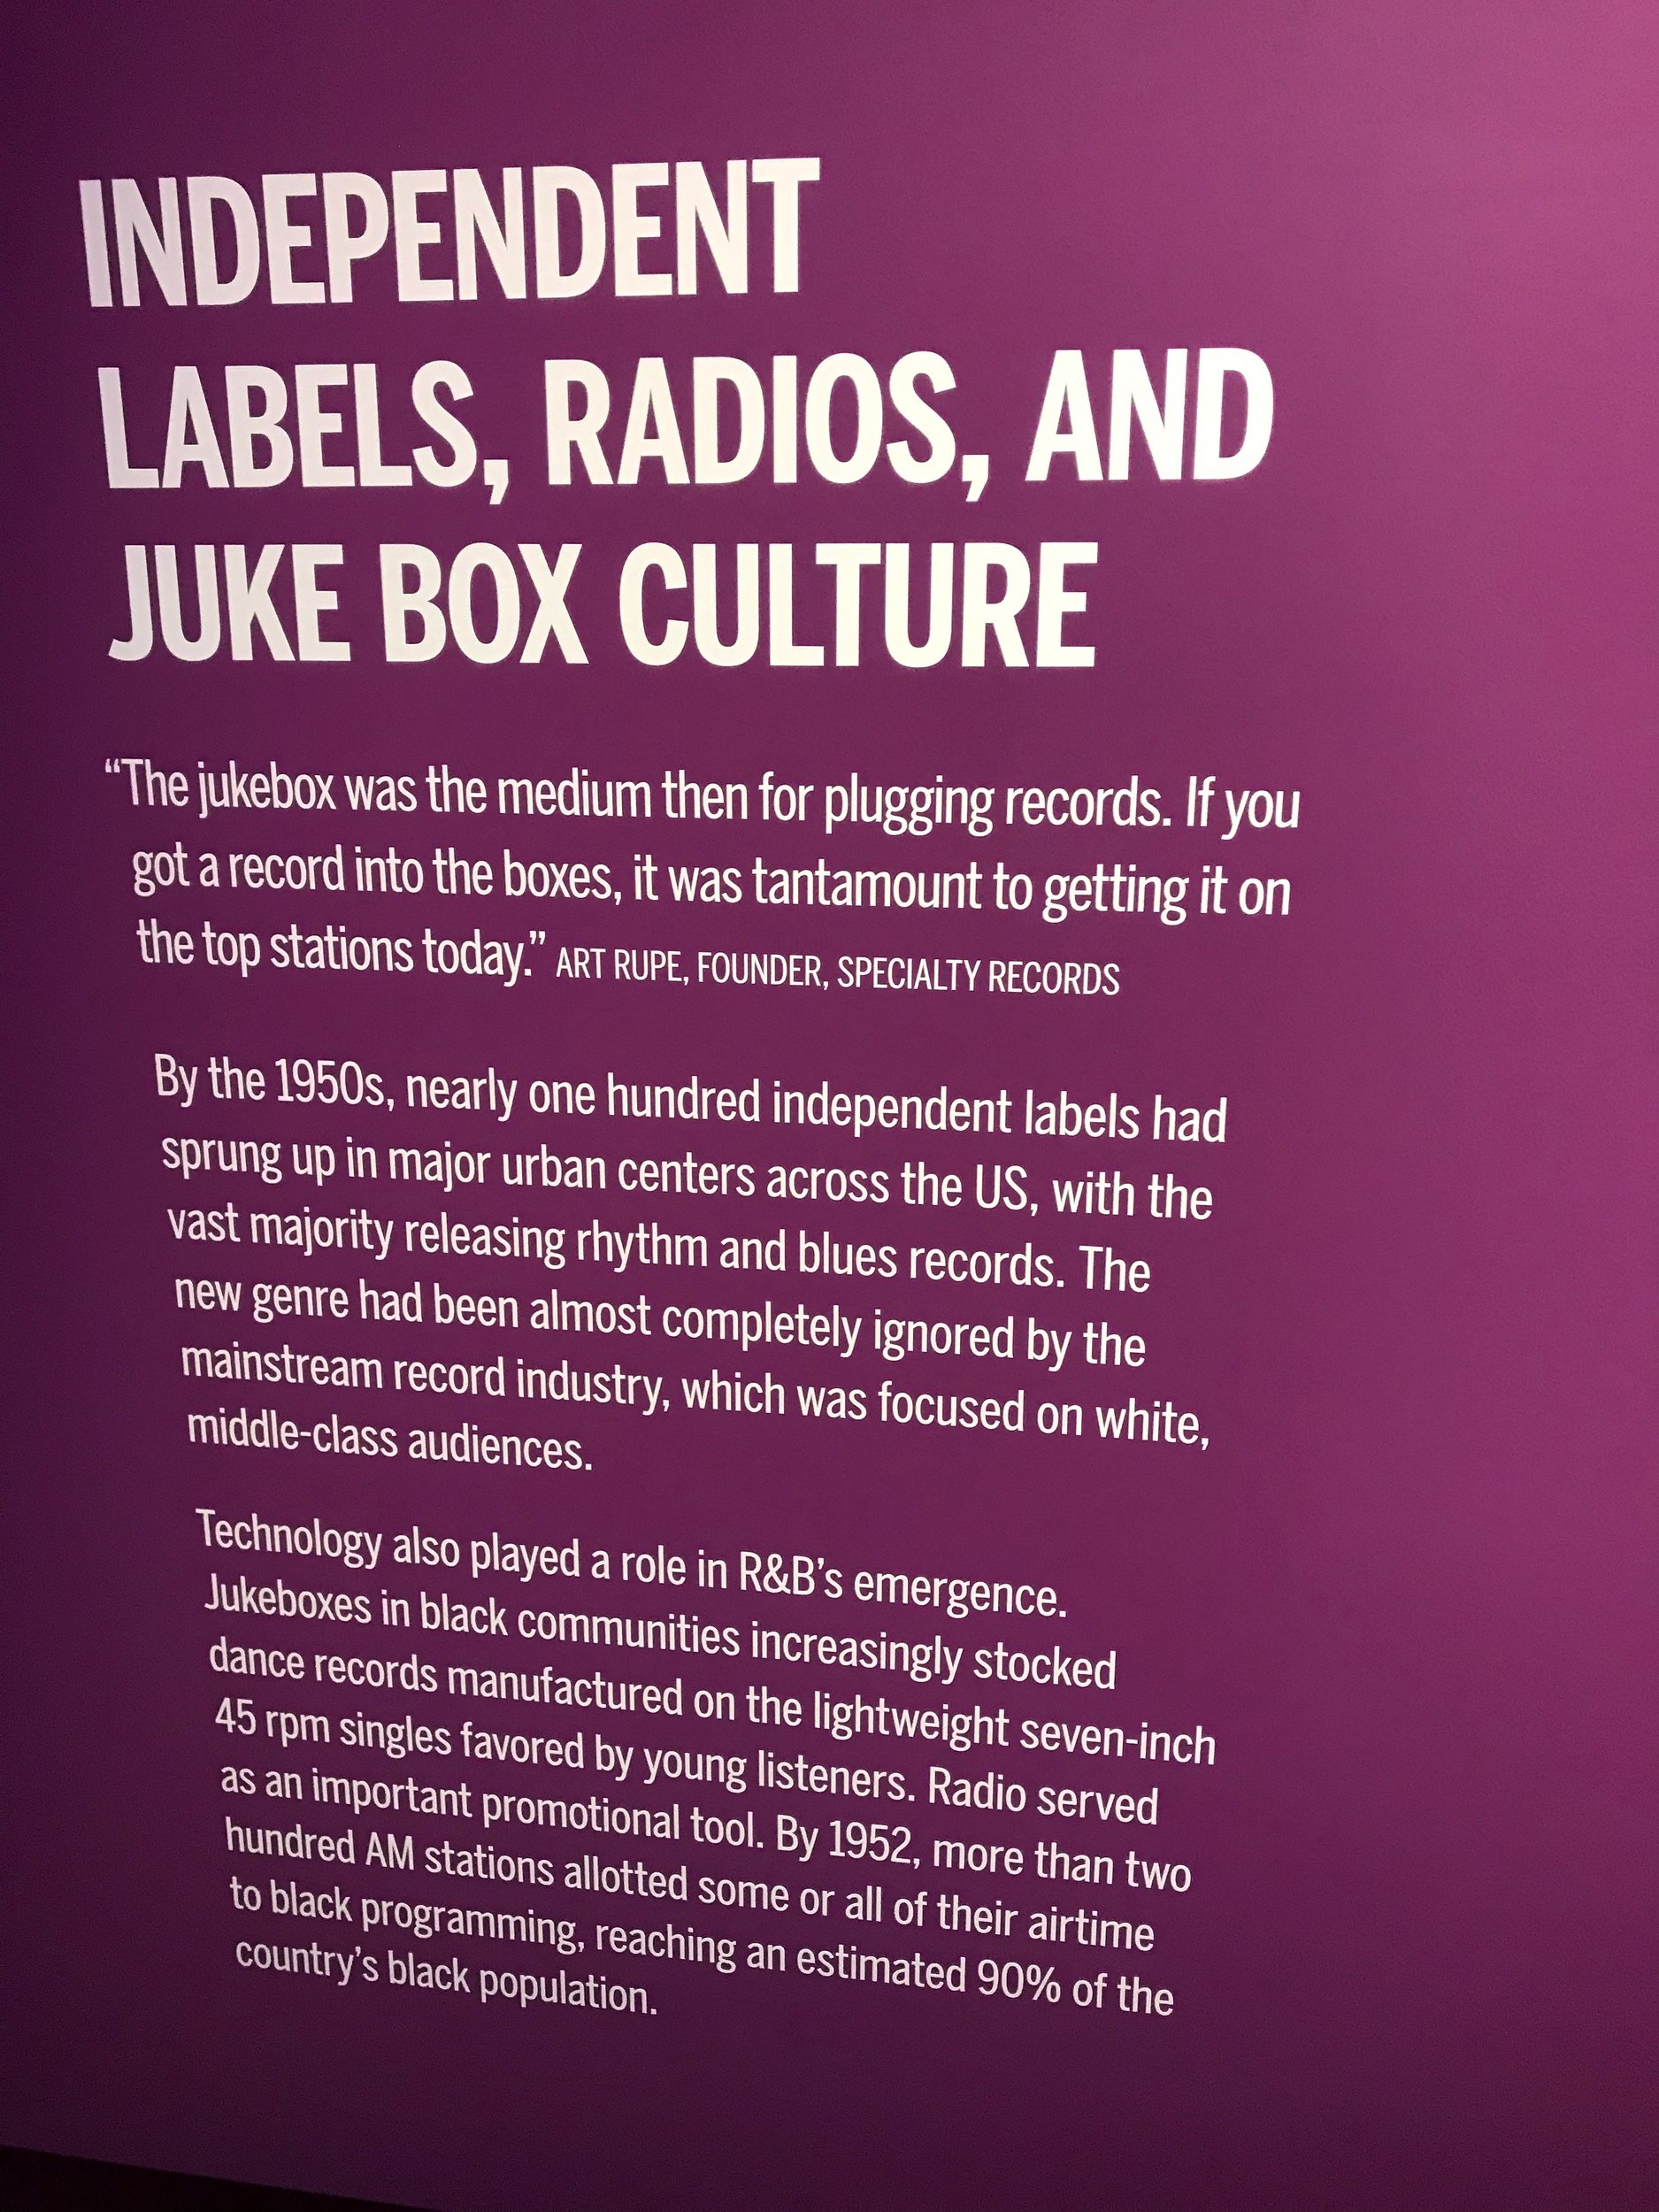 INDEPENDENT
LABELS, RADIOS, AND
JUKE BOX CULTURE
“The jukebox was the medium then for plugging records. If you
got a record into the boxes, it was tantamount to getting it on
the top stations today.” ART RUPE, FOUNDER, SPECIALTY RECORDS
By the 1950s, nearly one hundred independent labels had
sprung up in major urban centers across the US, with the
vast majority releasing rhythm and blues records. The
new genre had been almost completely ignored by the
mainstream record industry, which was focused on white,
middle-class audiences.
Technology also played a role in R&B’s emergence.
Jukeboxes in black communities increasingly stocked
dance records manufactured on the lightweight seven-inch
45 rpm singles favored by young listeners. Radio served
as an important promotional tool. By 1952, more than two
hundred AM stations allotted some or all of their airtime
to black programming, reaching an estimated 90% of the
country’s black population.